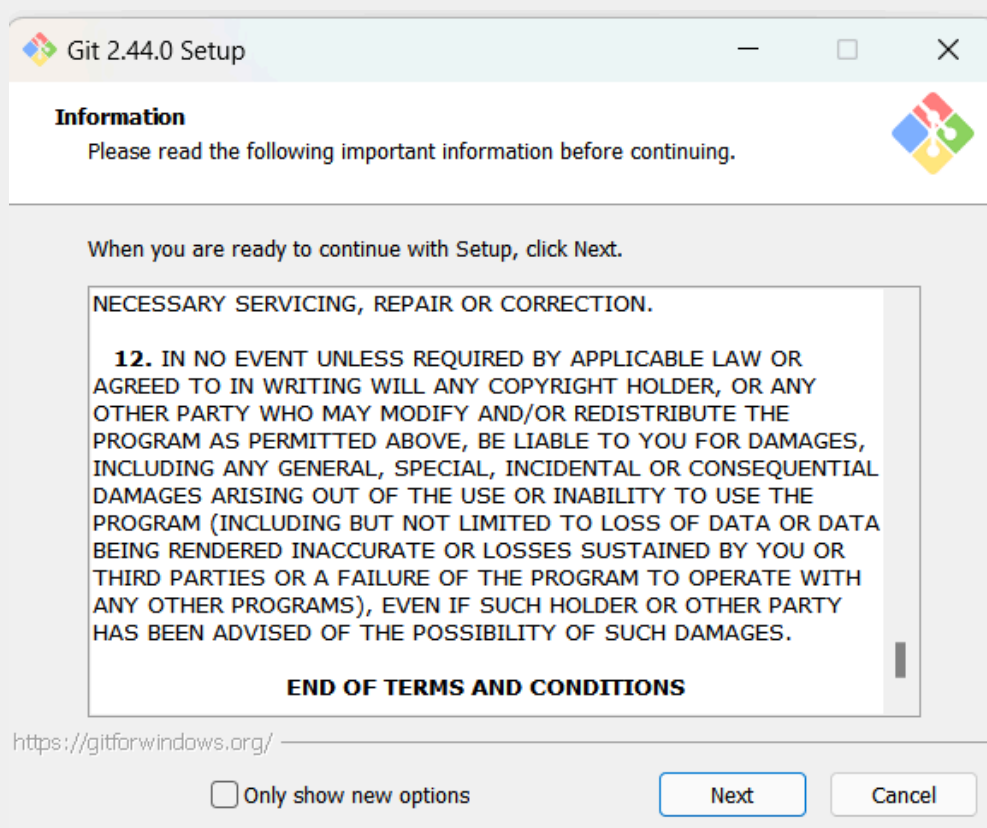 Git 2.44.0 Setup
Information
Please read the following important information before continuing.
When you are ready to continue with Setup, click Next.
NECESSARY SERVICING, REPAIR OR CORRECTION.
12. IN NO EVENT UNLESS REQUIRED BY APPLICABLE LAW OR
AGREED TO IN WRITING WILL ANY COPYRIGHT HOLDER, OR ANY
OTHER PARTY WHO MAY MODIFY AND/OR REDISTRIBUTE THE
PROGRAM AS PERMITTED ABOVE, BE LIABLE TO YOU FOR DAMAGES,
INCLUDING ANY GENERAL, SPECIAL, INCIDENTAL OR CONSEQUENTIAL
DAMAGES ARISING OUT OF THE USE OR INABILITY TO USE THE
PROGRAM (INCLUDING BUT NOT LIMITED TO LOSS OF DATA OR DATA
BEING RENDERED INACCURATE OR LOSSES SUSTAINED BY YOU OR
THIRD PARTIES OR A FAILURE OF THE PROGRAM TO OPERATE WITH
ANY OTHER PROGRAMS), EVEN IF SUCH HOLDER OR OTHER PARTY
HAS BEEN ADVISED OF THE POSSIBILITY OF SUCH DAMAGES.
END OF TERMS AND CONDITIONS
https://gitforwindows.org/
Only show new options
Next
Cancel